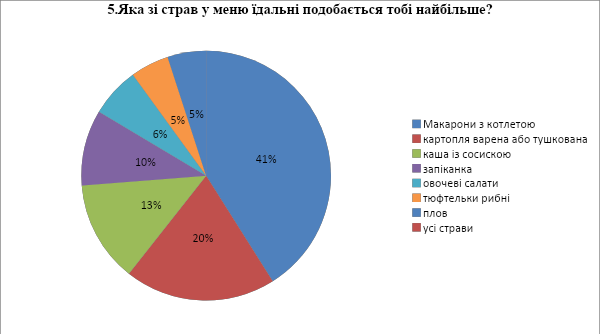 5.Яка зі страв у меню їдальні подобається тобі найбільше?
41%
20%
13%
10%
6%
5%
5%
Макарони з котлетою
картопля варена або тушкована
каша із сосискою
запіканка
овочеві салати
тюфтельки рибні
плов
усі страви